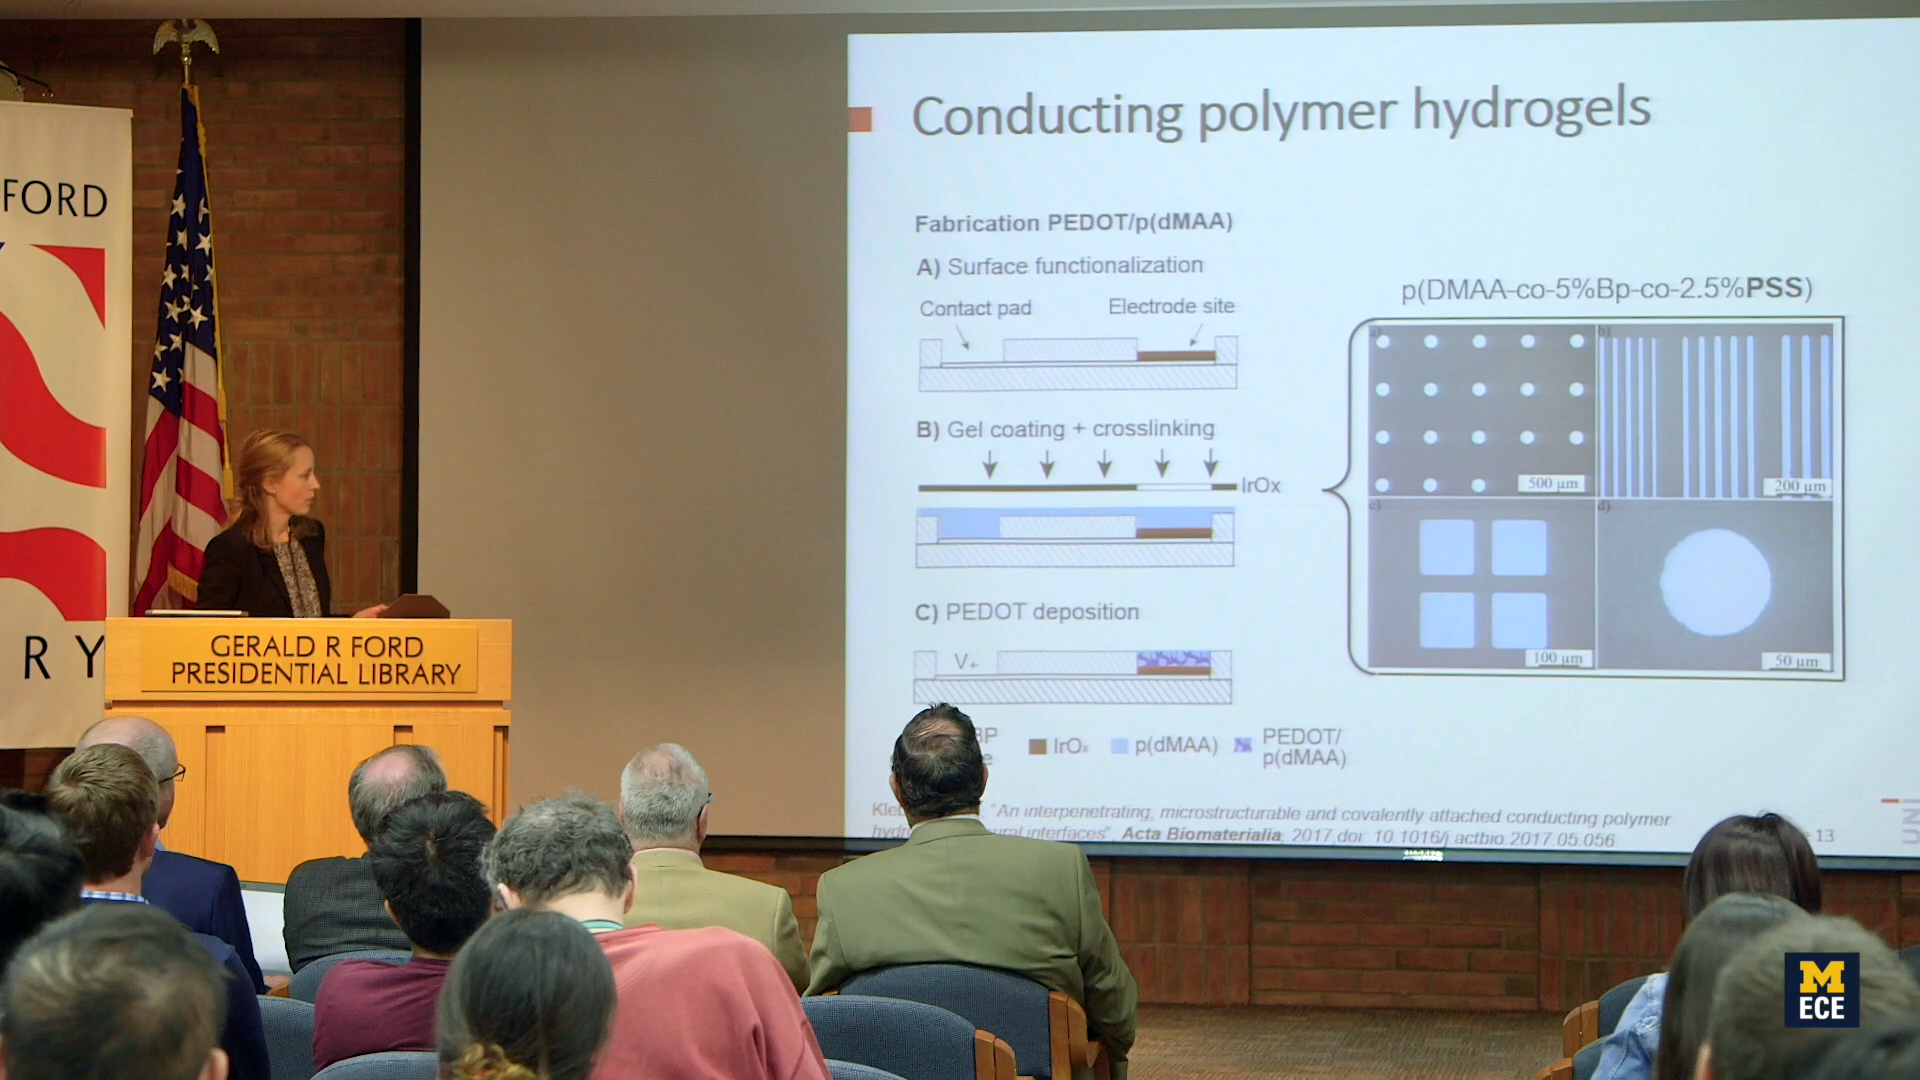 FORD
RY
GERALD R FORD
PRESIDENTIAL LIBRARY
Conducting polymer hydrogels
Fabrication PEDOT/p(dMAA)
A) Surface functionalization
Contact pad
Electrode site
B) Gel coating + crosslinking
IrOx
C) PEDOT deposition
V+
IrOx
p(dMAA)
PEDOT/
p(dMAA)
p(DMAA-co-5%Bp-co-2.5%PSS)
a)
b)
500 µm
200 µm
c)
d)
100 µm
50 µm
"An interpenetrating, microstructurable and covalently attached conducting polymer
interfaces", Acta Biomaterialia, 2017,doi: 10.1016/j.actbio.2017.05.056
13
UNI
M
ECE